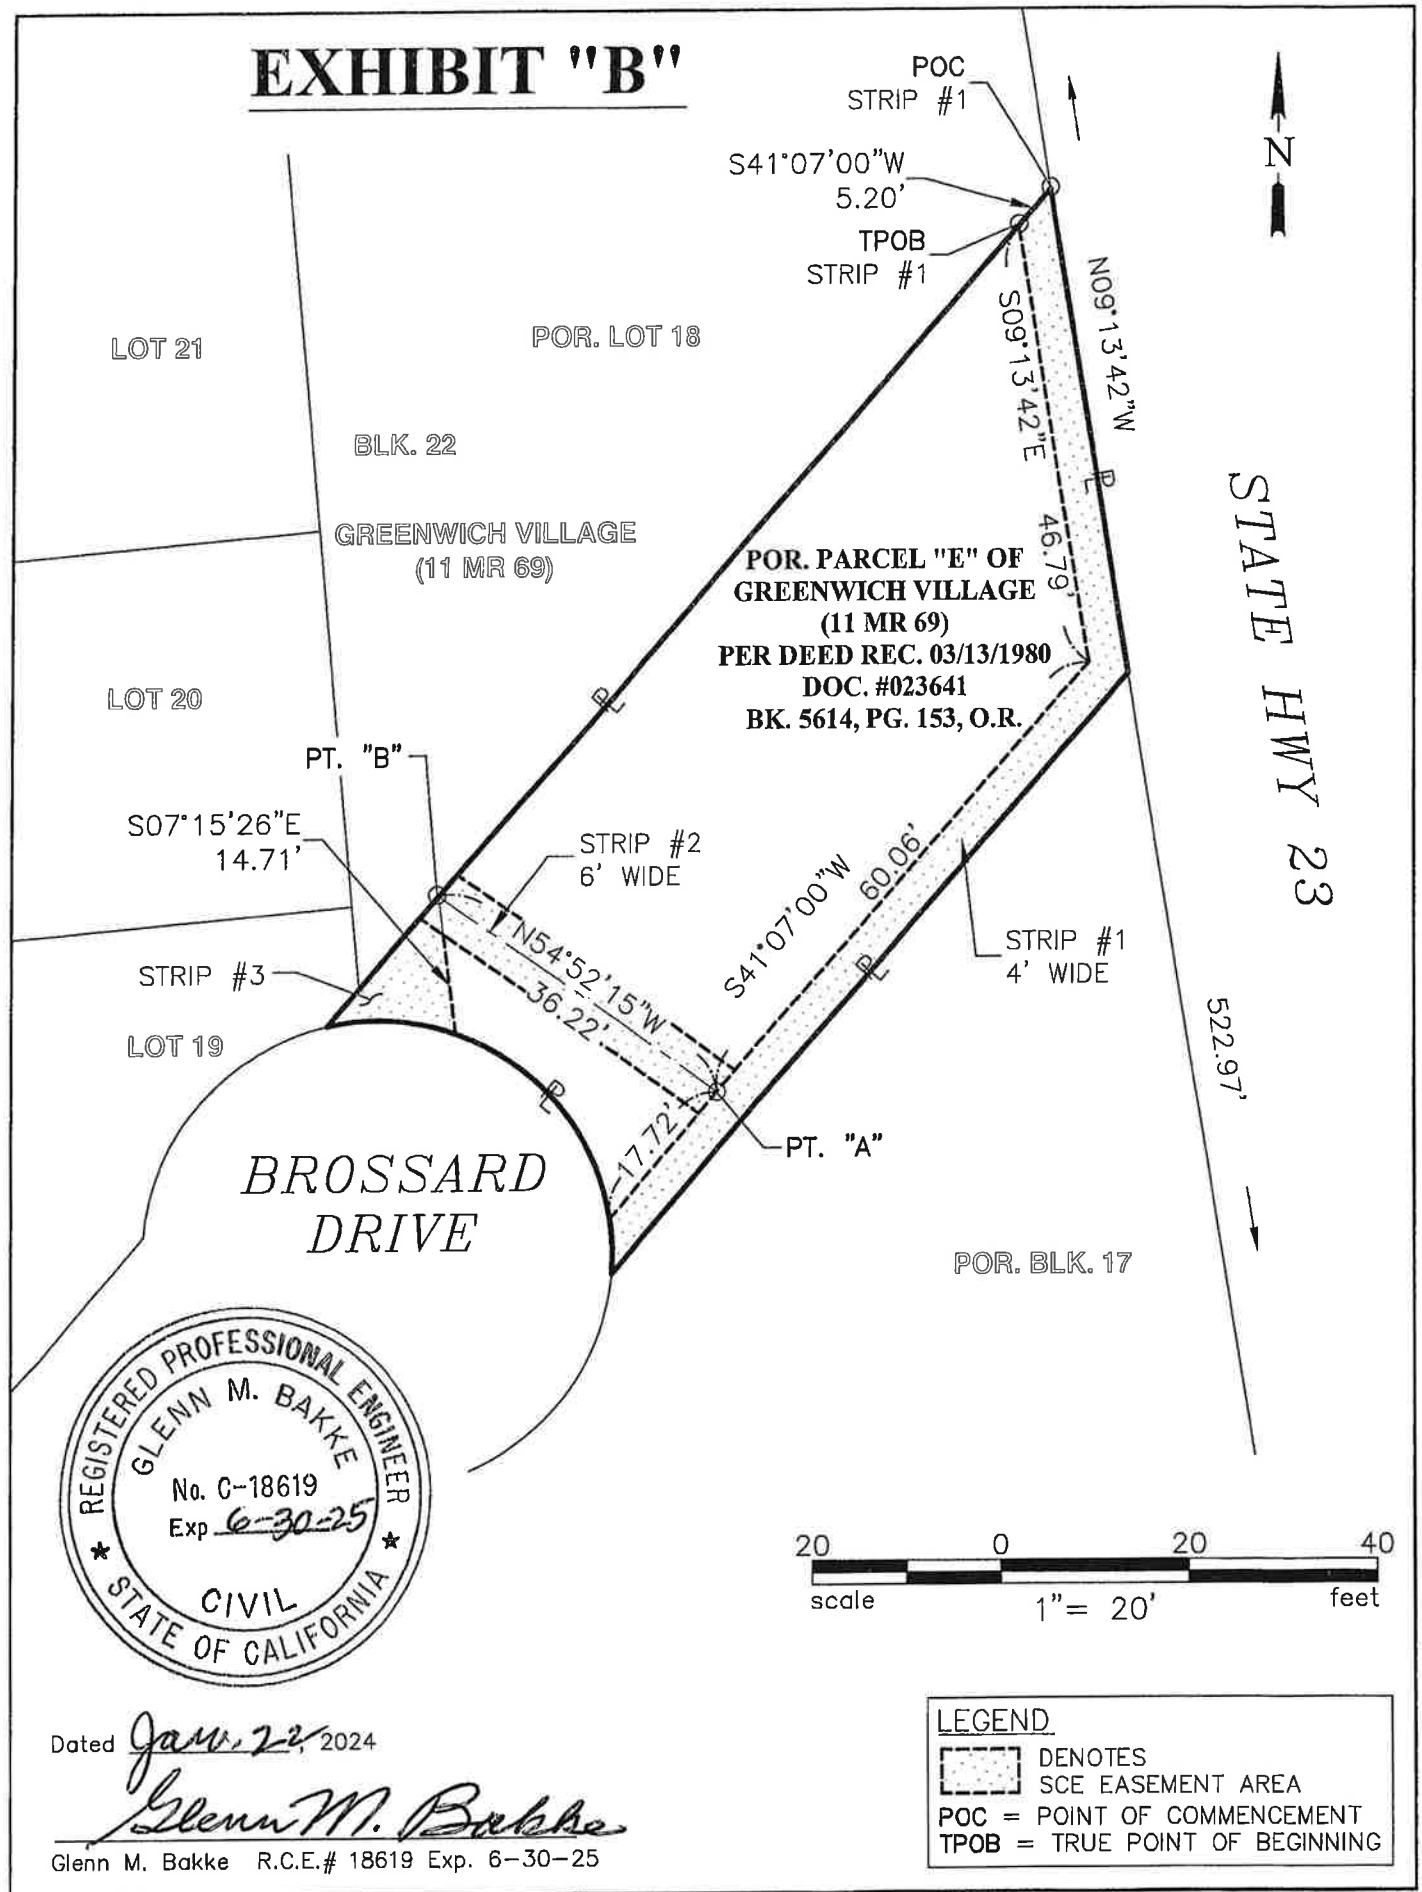 EXHIBIT "B"
POC
STRIP #1
S41°07'00"W
5.20'
TPOB
STRIP #1
N
N09°13'42"W
S09°13'42"E
46.79'
LOT 21
POR. LOT 18
BLK. 22
GREENWICH VILLAGE
(11 MR 69)
PL
STATE HWY 23
POR. PARCEL "E" OF
GREENWICH VILLAGE
(11 MR 69)
PER DEED REC. 03/13/1980
DOC. #023641
BK. 5614, PG. 153, O.R.
LOT 20
PL
PT. "B"
S07°15'26"E
14.71'
STRIP #2
6' WIDE
S41°07'00"W
60.06'
N54°52'15"W
36.22'
STRIP #1
4' WIDE
PL
STRIP #3
LOT 19
522.97'
PL
17.72'
PT. "A"
BROSSARD
DRIVE
POR. BLK. 17
REGISTERED PROFESSIONAL ENGINEER
GLENN M. BAKKE
No. C-18619
Exp 6-30-25
CIVIL
STATE OF CALIFORNIA
20 0 20 40
scale 1"= 20' feet
Dated Jan. 22, 2024
Glenn M. Bakke
Glenn M. Bakke R.C.E.# 18619 Exp. 6-30-25
LEGEND
DENOTES
SCE EASEMENT AREA
POC = POINT OF COMMENCEMENT
TPOB = TRUE POINT OF BEGINNING